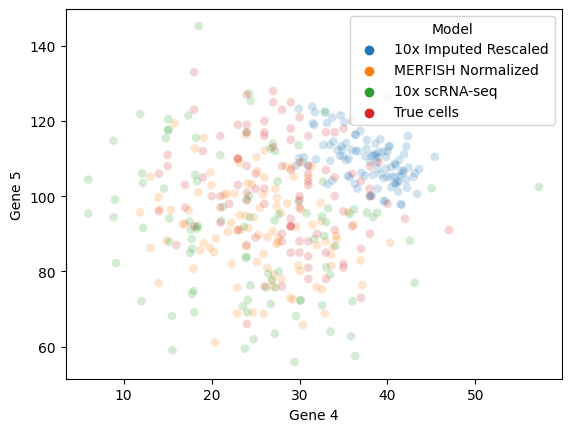 Model
10x Imputed Rescaled
MERFISH Normalized
10x scRNA-seq
True cells
140
120
100
80
60
Gene 5
10 20 30 40 50
Gene 4